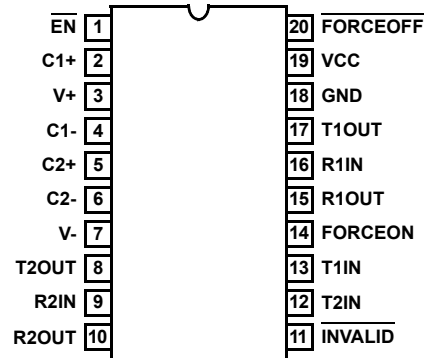 EN 1 20 FORCEOFF
C1+ 2 19 VCC
V+ 3 18 GND
C1- 4 17 T1OUT
C2+ 5 16 R1IN
C2- 6 15 R1OUT
V- 7 14 FORCEON
T2OUT 8 13 T1IN
R2IN 9 12 T2IN
R2OUT 10 11 INVALID